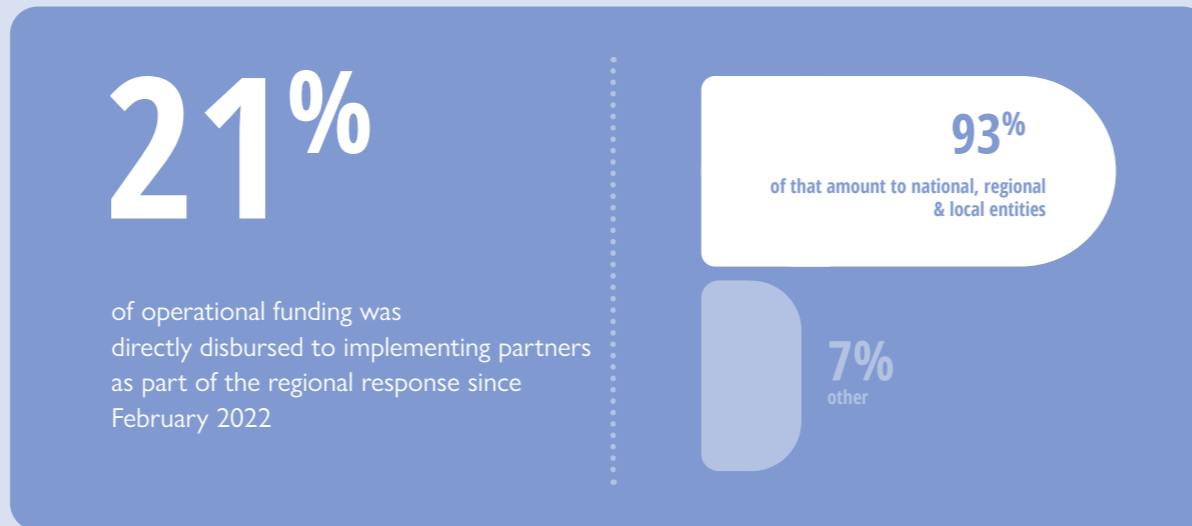 21%
of operational funding was
directly disbursed to implementing partners
as part of the regional response since
February 2022
93%
of that amount to national, regional
& local entities
7%
other